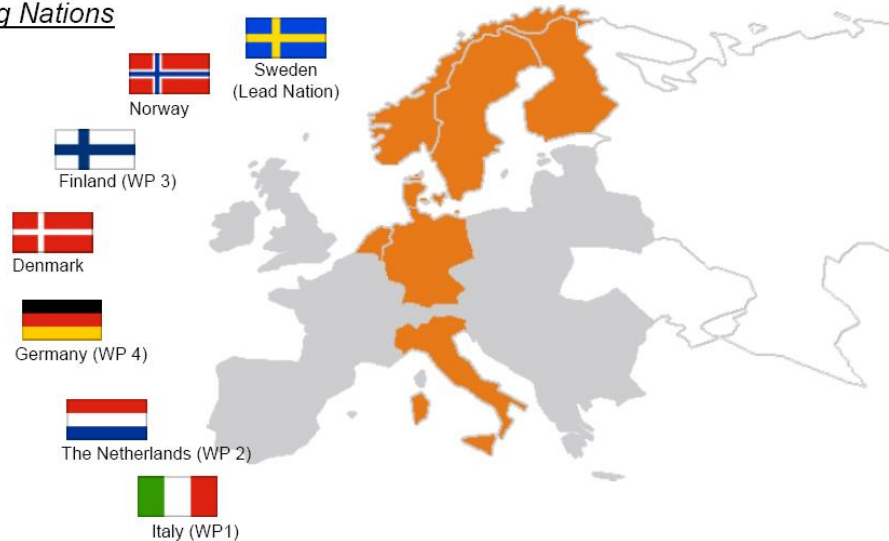 Nations
Sweden
(Lead Nation)
Norway
Finland (WP 3)
Denmark
Germany (WP 4)
The Netherlands (WP 2)
Italy (WP1)